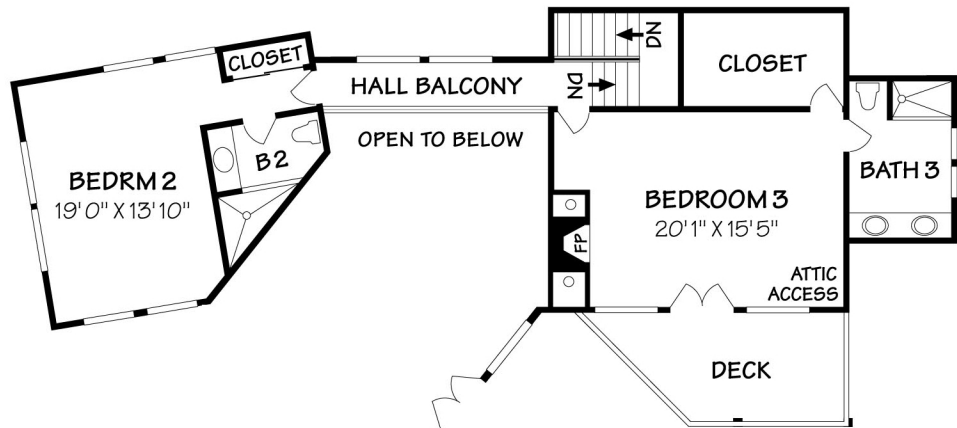 CLOSET
HALL BALCONY
DN
DN
CLOSET
OPEN TO BELOW
B2
BEDRM 2
19'0" X 13'10"
BEDROOM 3
20'1" X 15'5"
BATH 3
FP
ATTIC
ACCESS
DECK